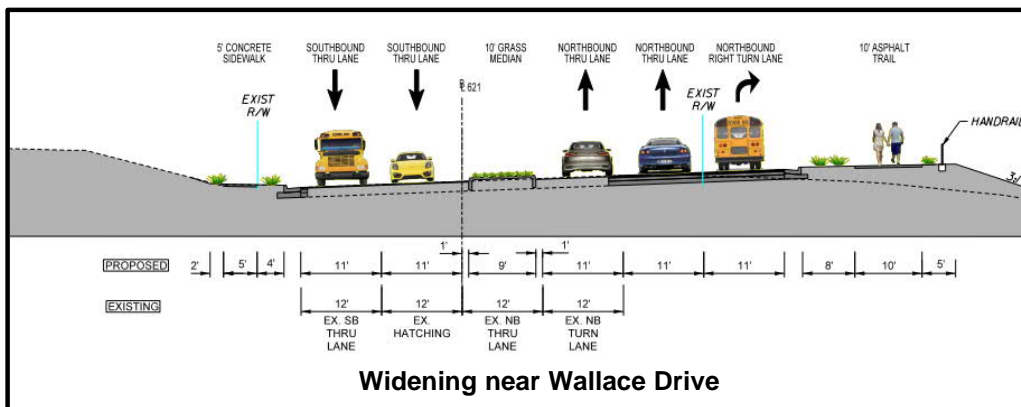 5' CONCRETE SIDEWALK
SOUTHBOUND THRU LANE
SOUTHBOUND THRU LANE
10' GRASS MEDIAN
NORTHBOUND THRU LANE
NORTHBOUND THRU LANE
NORTHBOUND RIGHT TURN LANE
10' ASPHALT TRAIL
EXIST R/W
621
EXIST R/W
HANDRAIL
3:1
1' 1'
PROPOSED 2' 5' 4' 11' 11' 9' 11' 11' 11' 8' 10' 5'
EXISTING 12' 12' 12' 12'
EX. SB THRU LANE
EX. HATCHING
EX. NB THRU LANE
EX. NB TURN LANE
Widening near Wallace Drive